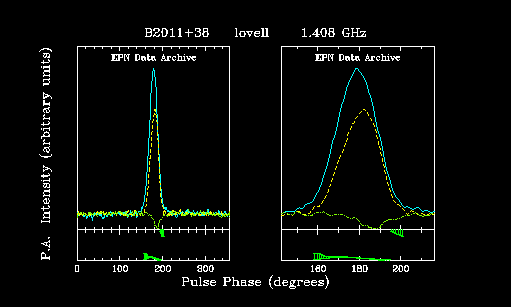 B2011+38 lovell 1.408 GHz
EPN Data Archive EPN Data Archive
P.A. Intensity (arbitrary units)
0 100 200 300 160 180 200
Pulse Phase (degrees)